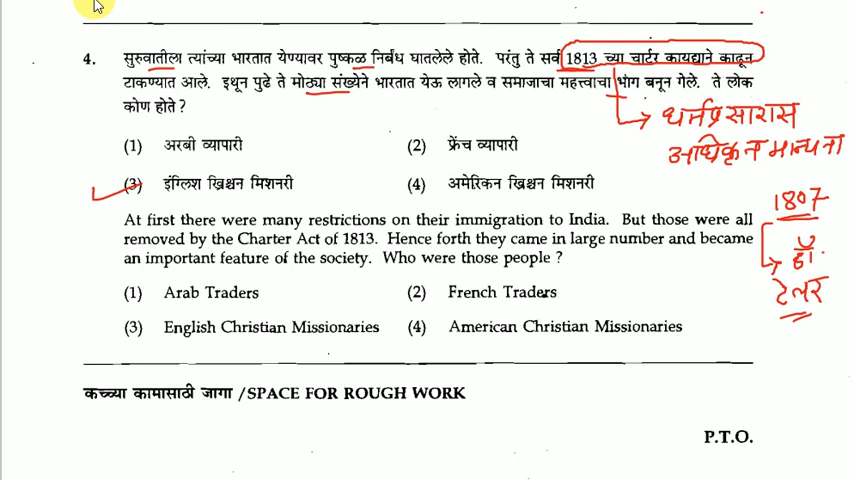 4. सुरुवातीला त्यांच्या भारतात येण्यावर पुष्कळ निर्बंध घातलेले होते. परंतु ते सर्व 1813 च्या चार्टर कायद्याने काढून
टाकण्यात आले. इथून पुढे ते मोठ्या संख्येने भारतात येऊ लागले व समाजाचा महत्त्वाचा भाग बनून गेले. ते लोक
कोण होते ?
धर्मप्रसारास
अधिकृत मान्यता
(1) अरबी व्यापारी (2) फ्रेंच व्यापारी
(3) इंग्लिश ख्रिश्चन मिशनरी (4) अमेरिकन ख्रिश्चन मिशनरी
1807
डॉ.
टेलर
At first there were many restrictions on their immigration to India. But those were all
removed by the Charter Act of 1813. Hence forth they came in large number and became
an important feature of the society. Who were those people ?
(1) Arab Traders (2) French Traders
(3) English Christian Missionaries (4) American Christian Missionaries
कच्च्या कामासाठी जागा /SPACE FOR ROUGH WORK
P.T.O.